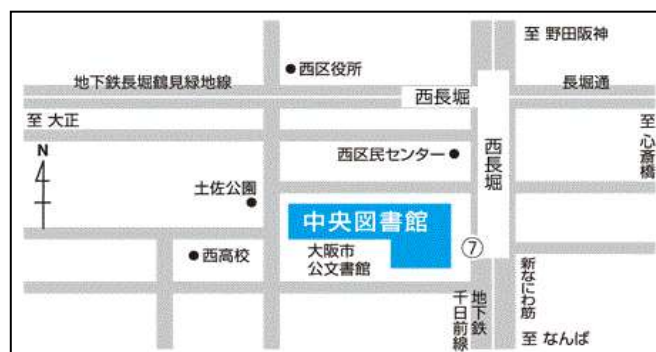 至 野田阪神
●西区役所
地下鉄長堀鶴見緑地線
西長堀
長堀通
至 大正
N
西区民センター●
西長堀
至 心斎橋
土佐公園
中央図書館
●西高校
大阪市
公文書館
⑦
新なにわ筋
地下鉄
千日前線
至 なんば